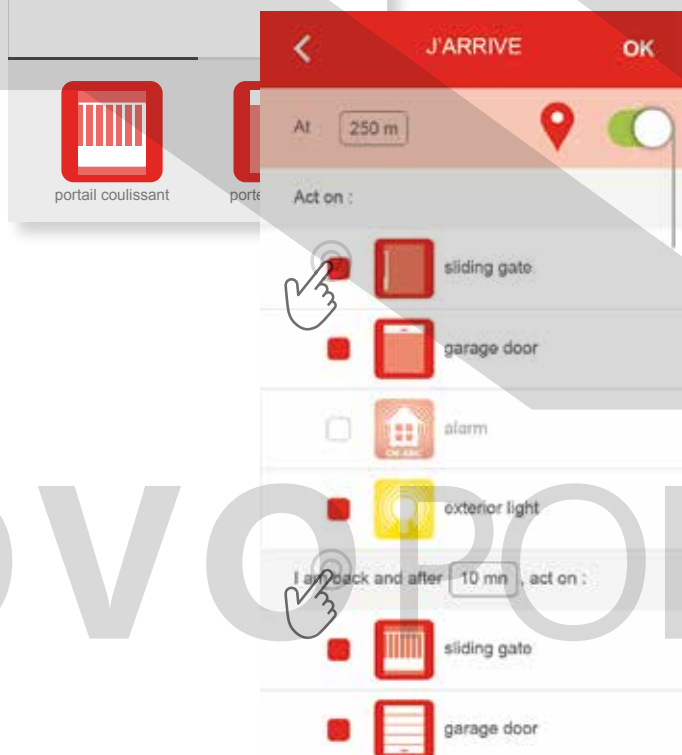 J'ARRIVE OK
At : 250 m
portail coulissant
porte
Act on :
sliding gate
garage door
alarm
exterior light
I am back and after 10 mn , act on :
sliding gate
garage door
OVOPO